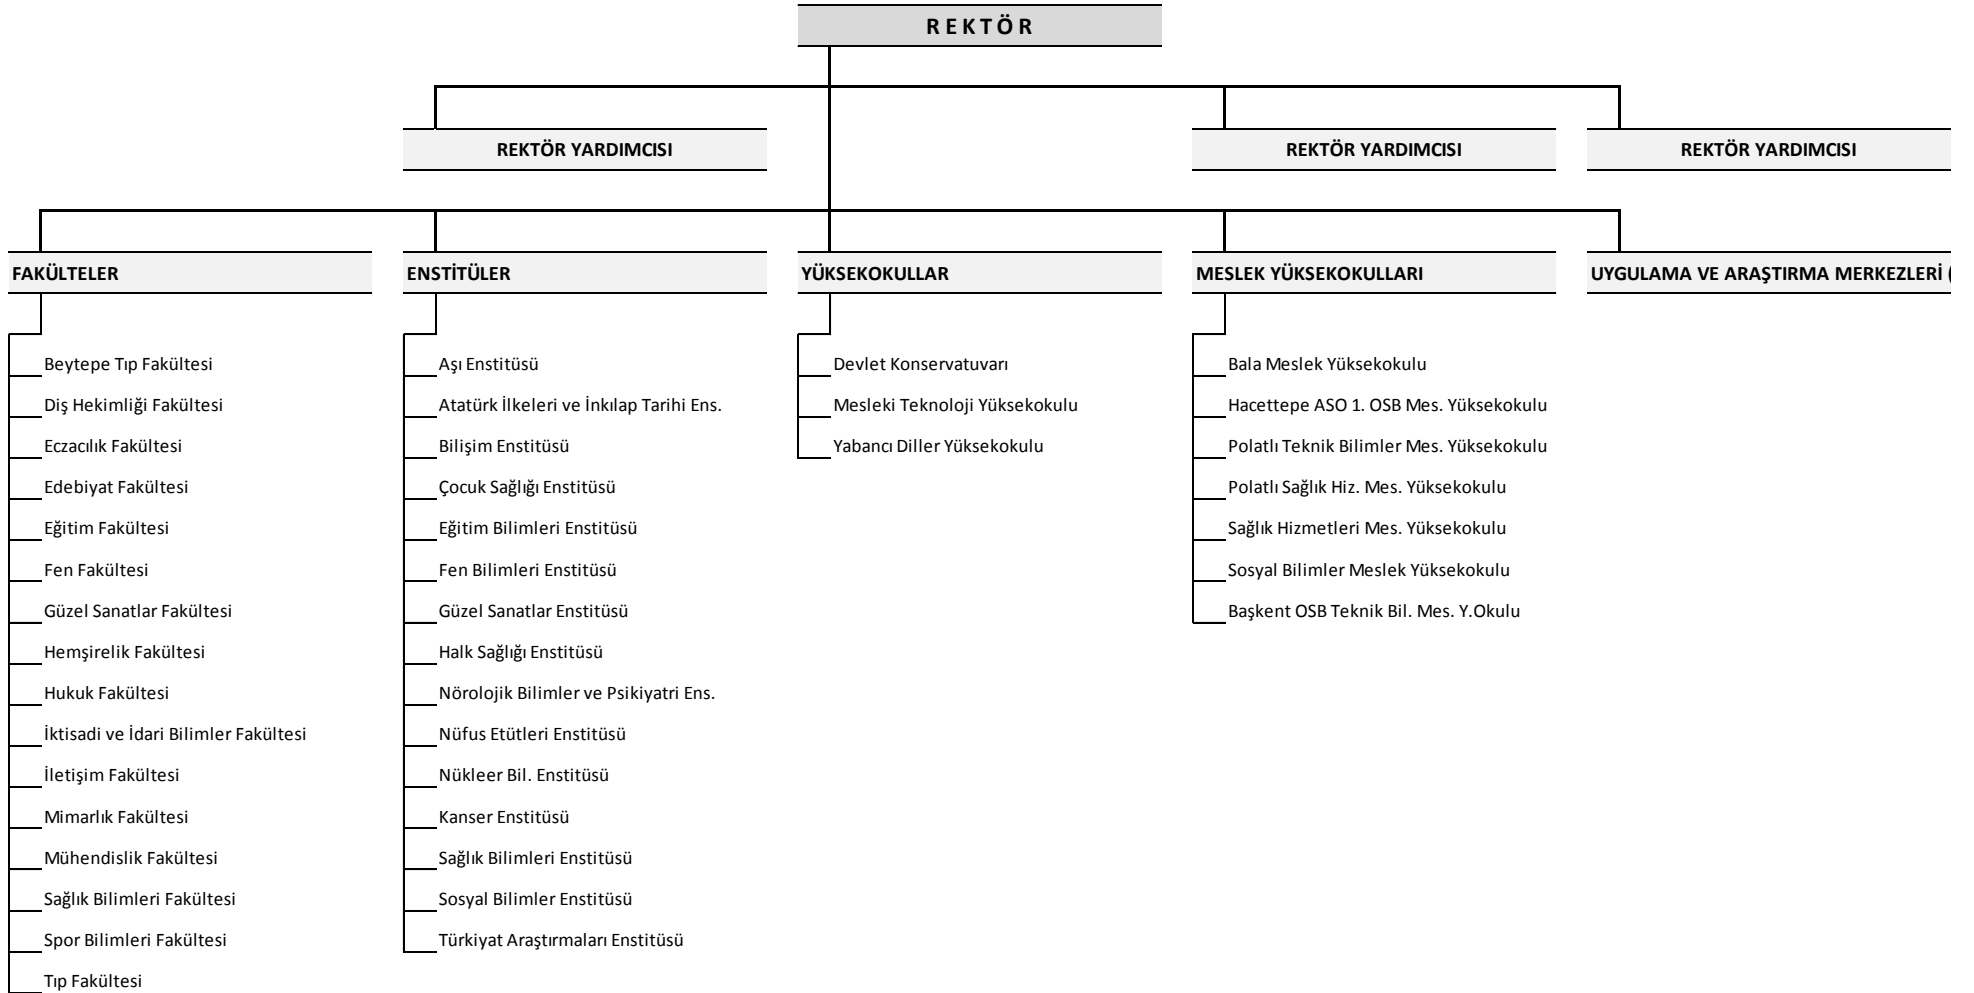 REKTÖR
REKTÖR YARDIMCISI
REKTÖR YARDIMCISI
REKTÖR YARDIMCISI
FAKÜLTELER
Beytepe Tıp Fakültesi
Diş Hekimliği Fakültesi
Eczacılık Fakültesi
Edebiyat Fakültesi
Eğitim Fakültesi
Fen Fakültesi
Güzel Sanatlar Fakültesi
Hemşirelik Fakültesi
Hukuk Fakültesi
İktisadi ve İdari Bilimler Fakültesi
İletişim Fakültesi
Mimarlık Fakültesi
Mühendislik Fakültesi
Sağlık Bilimleri Fakültesi
Spor Bilimleri Fakültesi
Tıp Fakültesi
ENSTİTÜLER
Aşı Enstitüsü
Atatürk İlkeleri ve İnkılap Tarihi Ens.
Bilişim Enstitüsü
Çocuk Sağlığı Enstitüsü
Eğitim Bilimleri Enstitüsü
Fen Bilimleri Enstitüsü
Güzel Sanatlar Enstitüsü
Halk Sağlığı Enstitüsü
Nörolojik Bilimler ve Psikiyatri Ens.
Nüfus Etütleri Enstitüsü
Nükleer Bil. Enstitüsü
Kanser Enstitüsü
Sağlık Bilimleri Enstitüsü
Sosyal Bilimler Enstitüsü
Türkiyat Araştırmaları Enstitüsü
YÜKSEKOKULLAR
Devlet Konservatuvarı
Mesleki Teknoloji Yüksekokulu
Yabancı Diller Yüksekokulu
MESLEK YÜKSEKOKULLARI
Bala Meslek Yüksekokulu
Hacettepe ASO 1. OSB Mes. Yüksekokulu
Polatlı Teknik Bilimler Mes. Yüksekokulu
Polatlı Sağlık Hiz. Mes. Yüksekokulu
Sağlık Hizmetleri Mes. Yüksekokulu
Sosyal Bilimler Meslek Yüksekokulu
Başkent OSB Teknik Bil. Mes. Y.Okulu
UYGULAMA VE ARAŞTIRMA MERKEZLERİ (